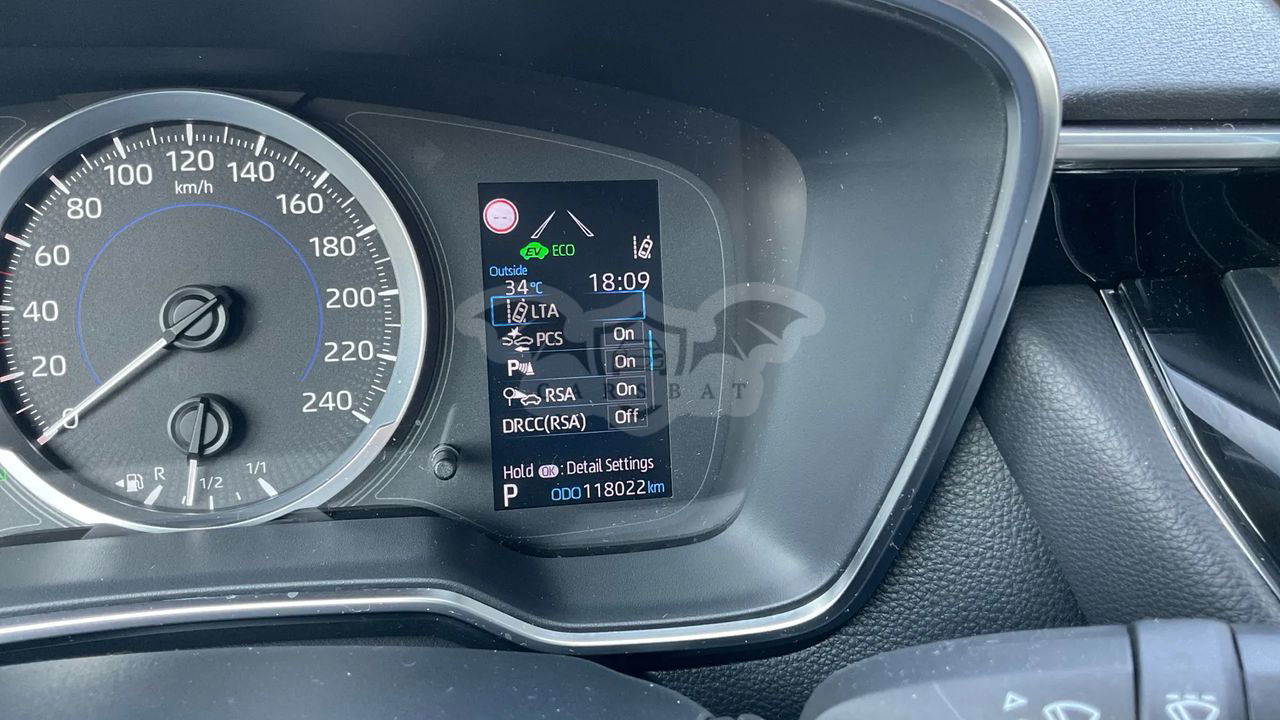 0
20
40
60
80
100
120
140
160
180
200
220
240
km/h
R
1/2
1/1
--
EV ECO
Outside
34°C 18:09
LTA
PCS On
P On
RSA On
DRCC(RSA) Off
Hold OK : Detail Settings
P ODO 118022 km
CARSBAT